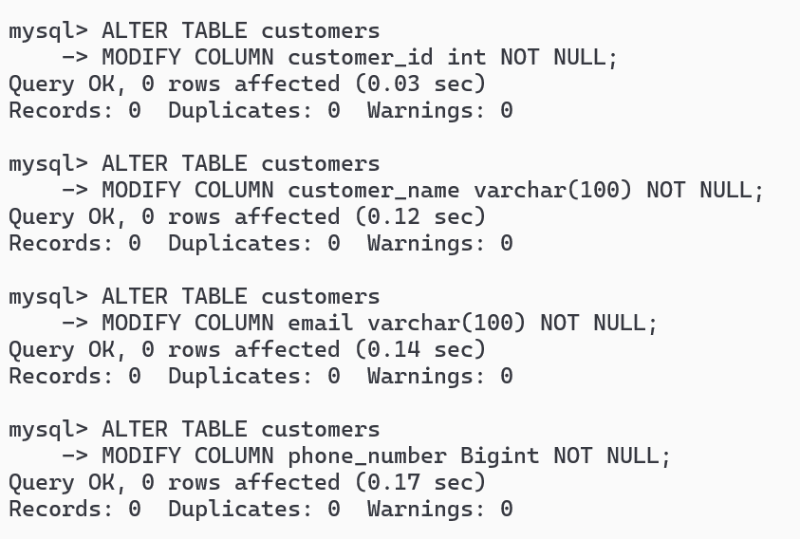 mysql> ALTER TABLE customers
    -> MODIFY COLUMN customer_id int NOT NULL;
Query OK, 0 rows affected (0.03 sec)
Records: 0  Duplicates: 0  Warnings: 0

mysql> ALTER TABLE customers
    -> MODIFY COLUMN customer_name varchar(100) NOT NULL;
Query OK, 0 rows affected (0.12 sec)
Records: 0  Duplicates: 0  Warnings: 0

mysql> ALTER TABLE customers
    -> MODIFY COLUMN email varchar(100) NOT NULL;
Query OK, 0 rows affected (0.14 sec)
Records: 0  Duplicates: 0  Warnings: 0

mysql> ALTER TABLE customers
    -> MODIFY COLUMN phone_number Bigint NOT NULL;
Query OK, 0 rows affected (0.17 sec)
Records: 0  Duplicates: 0  Warnings: 0